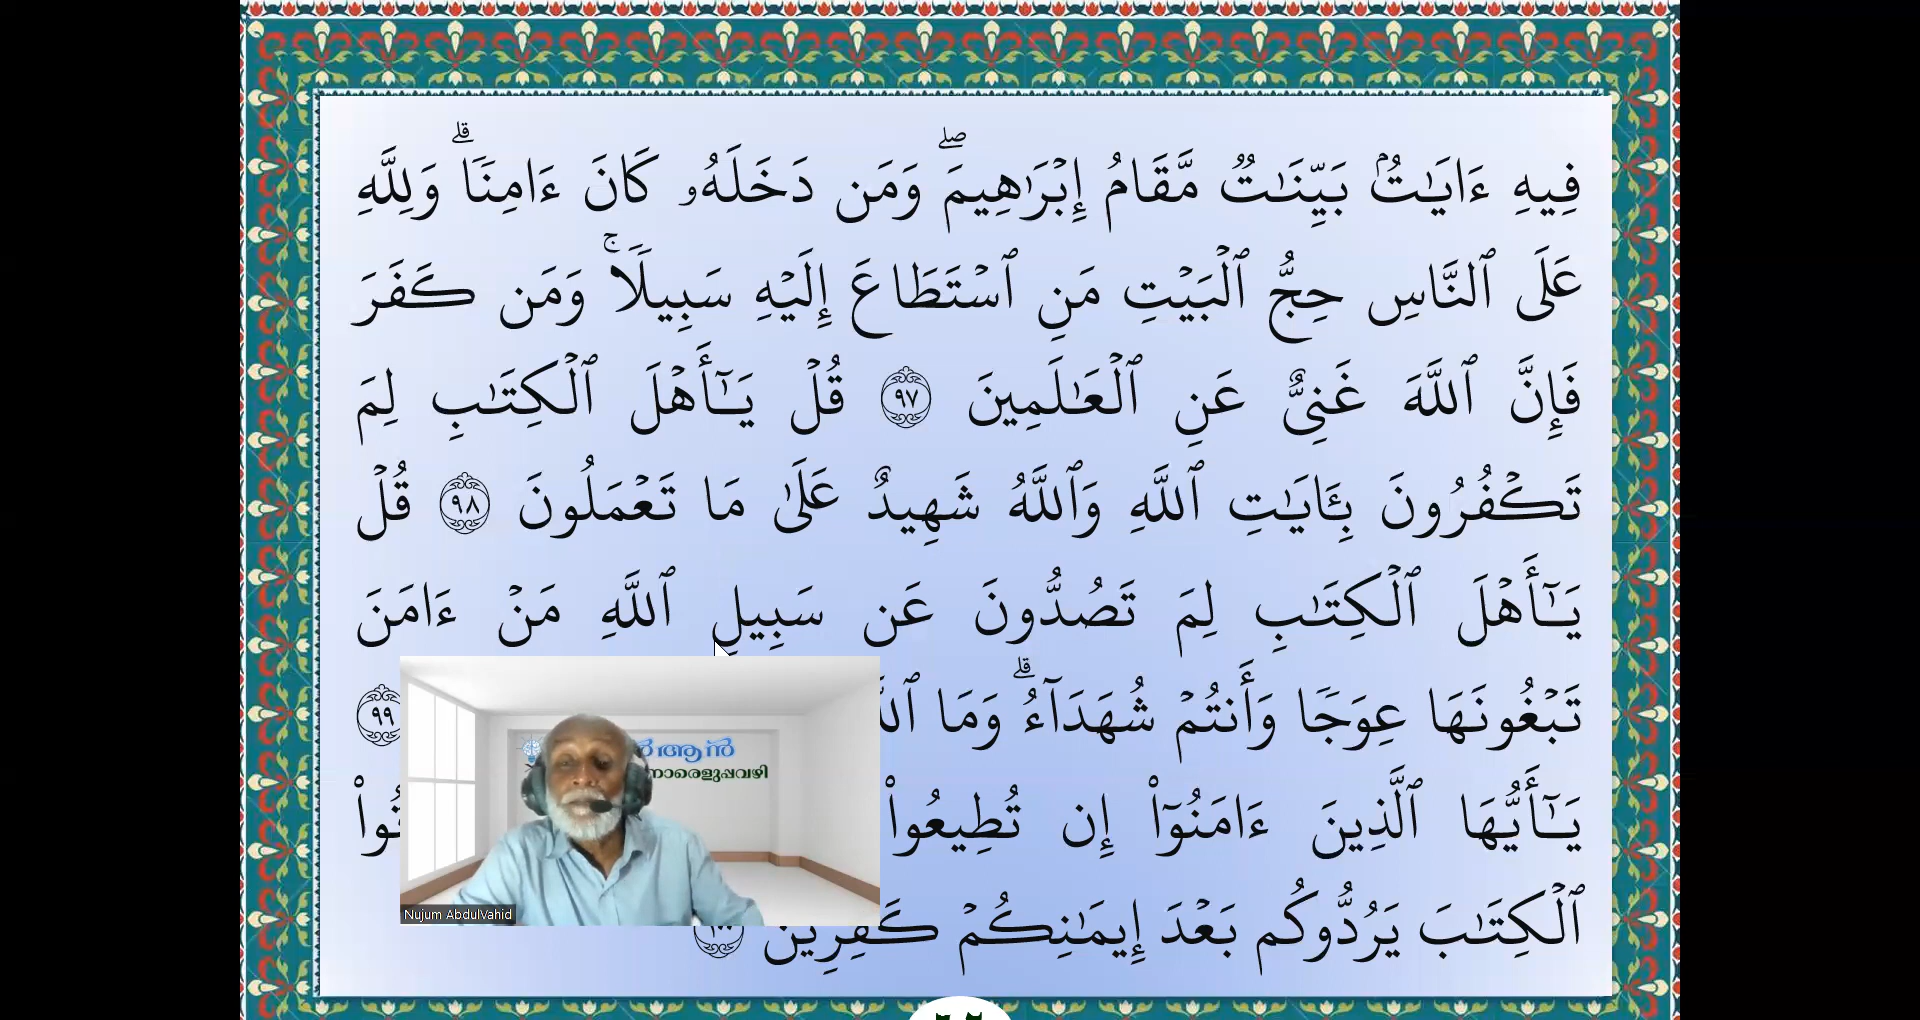 فِيهِ ءَايَـٰتٌۢ بَيِّنَـٰتٌ مَّقَامُ إِبْرَٰهِيمَ ۖ وَمَن دَخَلَهُۥ كَانَ ءَامِنًا ۗ وَلِلَّهِ
عَلَى ٱلنَّاسِ حِجُّ ٱلْبَيْتِ مَنِ ٱسْتَطَاعَ إِلَيْهِ سَبِيلًا ۚ وَمَن كَفَرَ
فَإِنَّ ٱللَّهَ غَنِىٌّ عَنِ ٱلْعَـٰلَمِينَ ٩٧ قُلْ يَـٰٓأَهْلَ ٱلْكِتَـٰبِ لِمَ
تَكْفُرُونَ بِـَٔايَـٰتِ ٱللَّهِ وَٱللَّهُ شَهِيدٌ عَلَىٰ مَا تَعْمَلُونَ ٩٨ قُلْ
يَـٰٓأَهْلَ ٱلْكِتَـٰبِ لِمَ تَصُدُّونَ عَن سَبِيلِ ٱللَّهِ مَنْ ءَامَنَ
تَبْغُونَهَا عِوَجًا وَأَنتُمْ شُهَدَآءُ ۗ وَمَا ٩٩
يَـٰٓأَيُّهَا ٱلَّذِينَ ءَامَنُوٓا۟ إِن تُطِيعُوا۟
ٱلْكِتَـٰبَ يَرُدُّوكُم بَعْدَ إِيمَـٰنِكُمْ كَـٰفِرِينَ
Nujum AbdulVahid